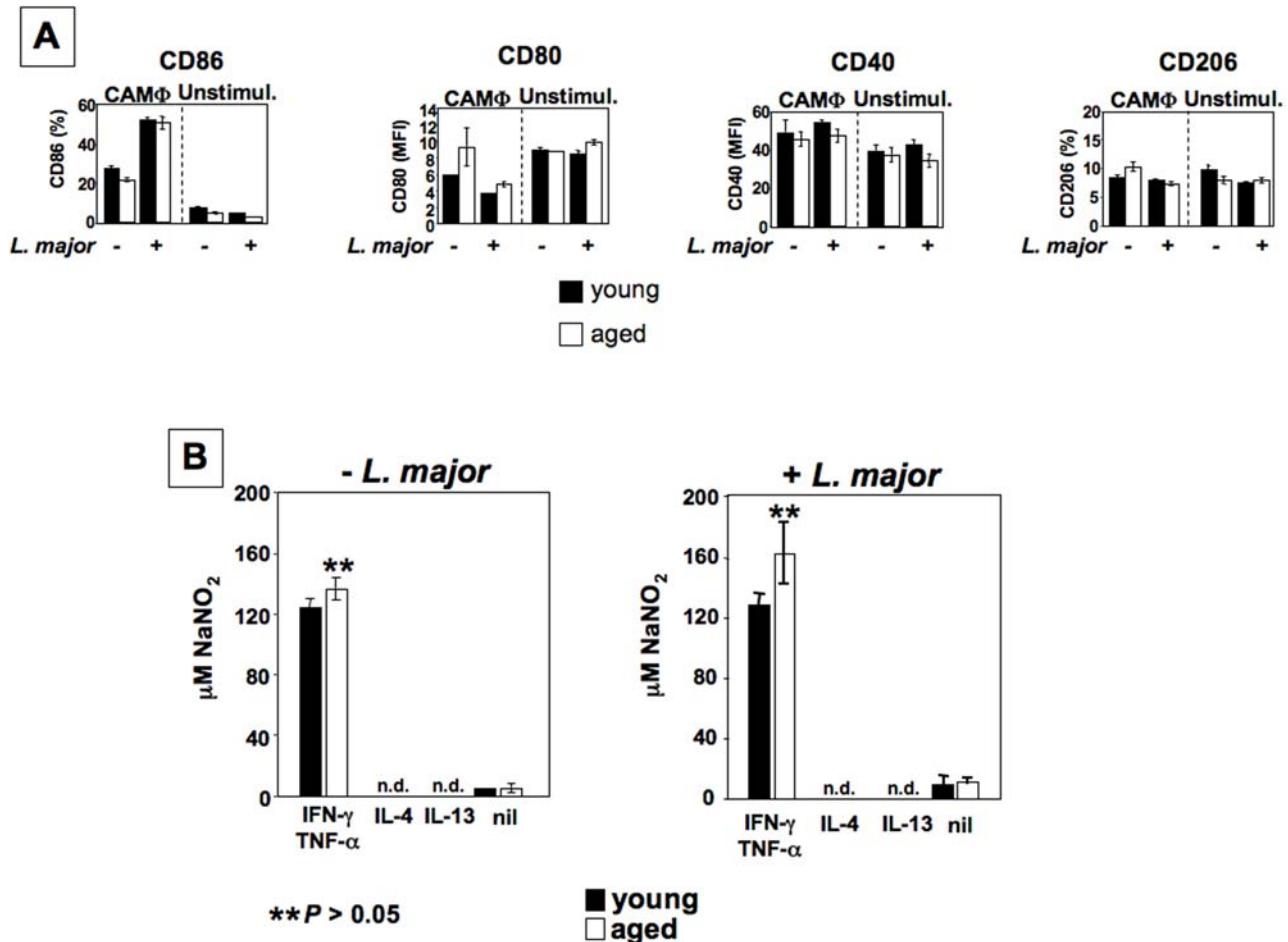 A
CD86
CAMΦ Unstimul.
CD86 (%)
60
40
20
0
L. major - + - +
CD80
CAMΦ Unstimul.
CD80 (MFI)
14
12
10
8
6
4
2
2
L. major - + - +
CD40
CAMΦ Unstimul.
CD40 (MFI)
60
40
20
0
L. major - + - +
CD206
CAMΦ Unstimul.
CD206 (%)
20
15
10
5
0
L. major - + - +
young
aged
B
- L. major
μM NaNO2
200
160
120
80
40
0
**
n.d. n.d.
IFN-γ IL-4 IL-13 nil
TNF-α
+ L. major
μM NaNO2
200
160
120
80
40
0
**
n.d. n.d.
IFN-γ IL-4 IL-13 nil
TNF-α
**P > 0.05
young
aged